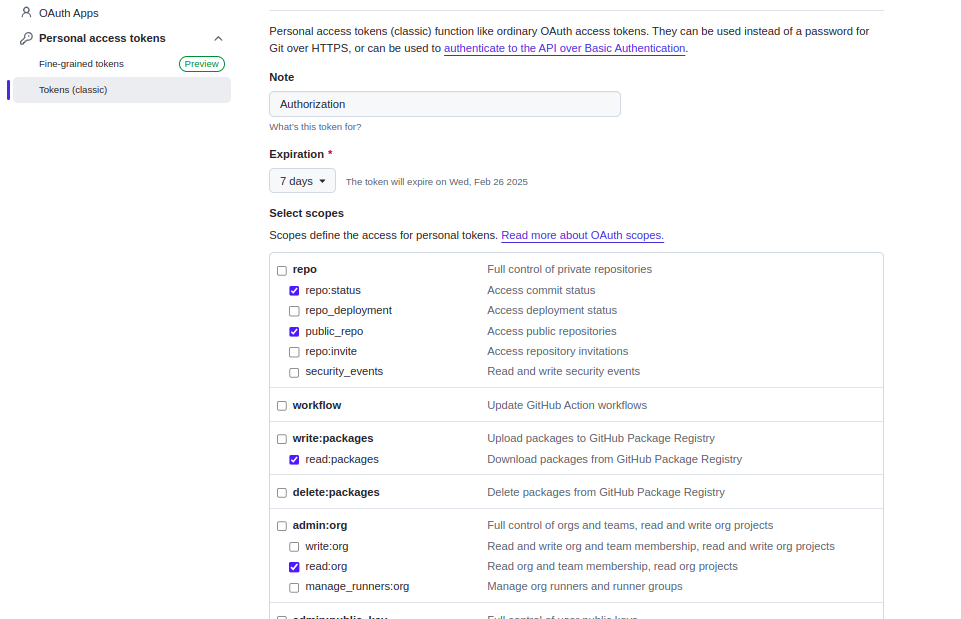 OAuth Apps
Personal access tokens
Fine-grained tokens Preview
Tokens (classic)
Personal access tokens (classic) function like ordinary OAuth access tokens. They can be used instead of a password for
Git over HTTPS, or can be used to authenticate to the API over Basic Authentication.
Note
Authorization
What's this token for?
Expiration *
7 days The token will expire on Wed, Feb 26 2025
Select scopes
Scopes define the access for personal tokens. Read more about OAuth scopes.
repo Full control of private repositories
repo:status Access commit status
repo_deployment Access deployment status
public_repo Access public repositories
repo:invite Access repository invitations
security_events Read and write security events
workflow Update GitHub Action workflows
write:packages Upload packages to GitHub Package Registry
read:packages Download packages from GitHub Package Registry
delete:packages Delete packages from GitHub Package Registry
admin:org Full control of orgs and teams, read and write org projects
write:org Read and write org and team membership, read and write org projects
read:org Read org and team membership, read org projects
manage_runners:org Manage org runners and runner groups
admin:public_key Full control of user public keys